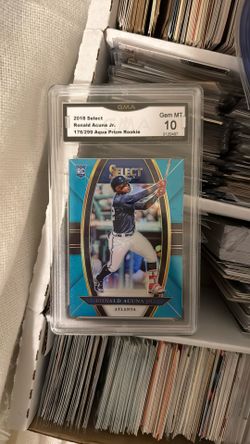 GMA
2018 Select
Ronald Acuna Jr.
176/299 Aqua Prizm Rookie
Gem MT
10
RC
SELECT
RONALD ACUNA JR.
ATLANTA